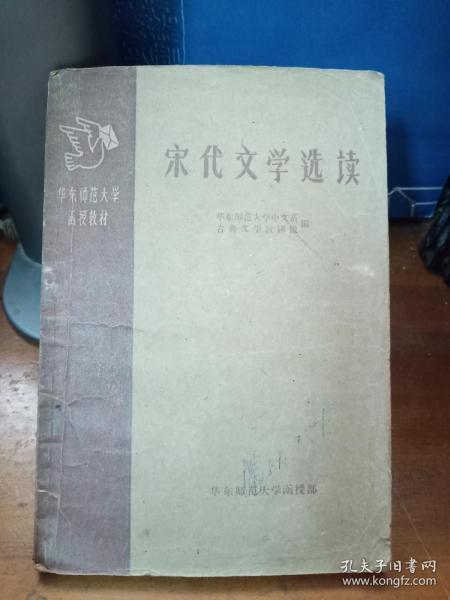 华东师范大学
函授教材
宋代文学选读
华东师范大学中文系
古典文学教研组
编
华东师范大学函授部
孔夫子旧书网
www.kongfz.com